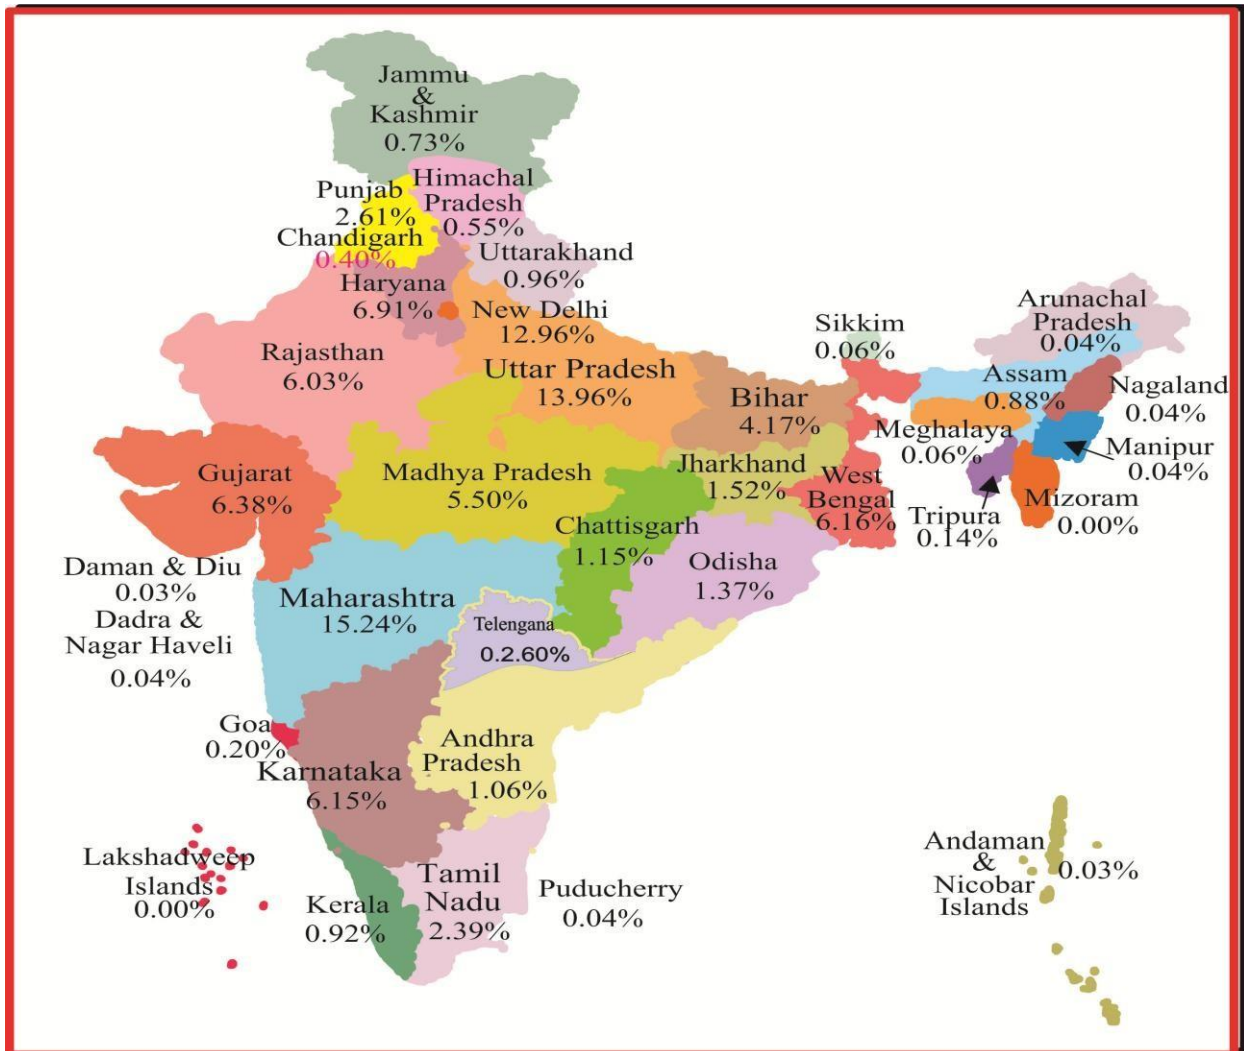 Jammu
&
Kashmir
0.73%
Himachal
Pradesh
0.55%
Punjab
2.61%
Chandigarh
0.40%
Uttarakhand
0.96%
Haryana
6.91%
New Delhi
12.96%
Rajasthan
6.03%
Uttar Pradesh
13.96%
Bihar
4.17%
Sikkim
0.06%
Arunachal
Pradesh
0.04%
Assam
0.88%
Nagaland
0.04%
Meghalaya
0.06%
Manipur
0.04%
Mizoram
0.00%
Tripura
0.14%
Gujarat
6.38%
Madhya Pradesh
5.50%
Jharkhand
1.52%
West
Bengal
6.16%
Chattisgarh
1.15%
Odisha
1.37%
Daman & Diu
0.03%
Dadra &
Nagar Haveli
0.04%
Maharashtra
15.24%
Telengana
0.2.60%
Goa
0.20%
Karnataka
6.15%
Andhra
Pradesh
1.06%
Lakshadweep
Islands
0.00%
Kerala
0.92%
Tamil
Nadu
2.39%
Puducherry
0.04%
Andaman
&
Nicobar
Islands
0.03%